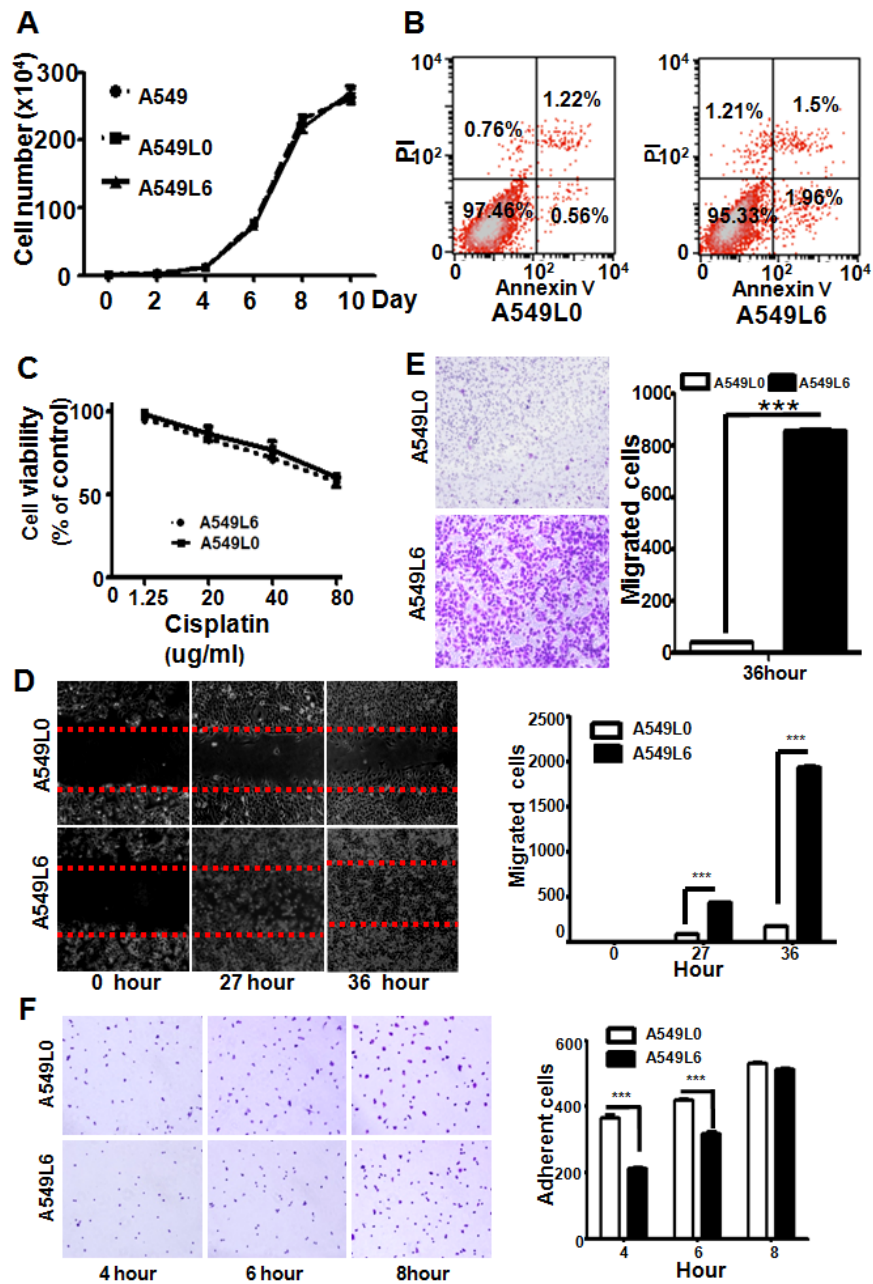 A
Cell number (x10⁴)
300
200
100
0
A549
A549L0
A549L6
0 2 4 6 8 10 Day
B
PI
10⁴
10²
0
0.76%
1.22%
97.46%
0.56%
0 10² 10⁴
Annexin V
A549L0
PI
10⁴
10²
0
1.21%
1.5%
95.33%
1.96%
0 10² 10⁴
Annexin V
A549L6
C
Cell viability
(% of control)
100
50
0
A549L6
A549L0
0 1.25 20 40 80
Cisplatin
(ug/ml)
E
A549L0
A549L6
A549L0 A549L6
Migrated cells
1000
800
600
400
200
0
***
36hour
D
A549L0
A549L6
0 hour 27 hour 36 hour
Migrated cells
2500
2000
1500
1000
500
0
A549L0
A549L6
***
***
0 27 36
Hour
F
A549L0
A549L6
4 hour 6 hour 8hour
Adherent cells
600
400
200
0
A549L0
A549L6
***
***
4 6 8
Hour